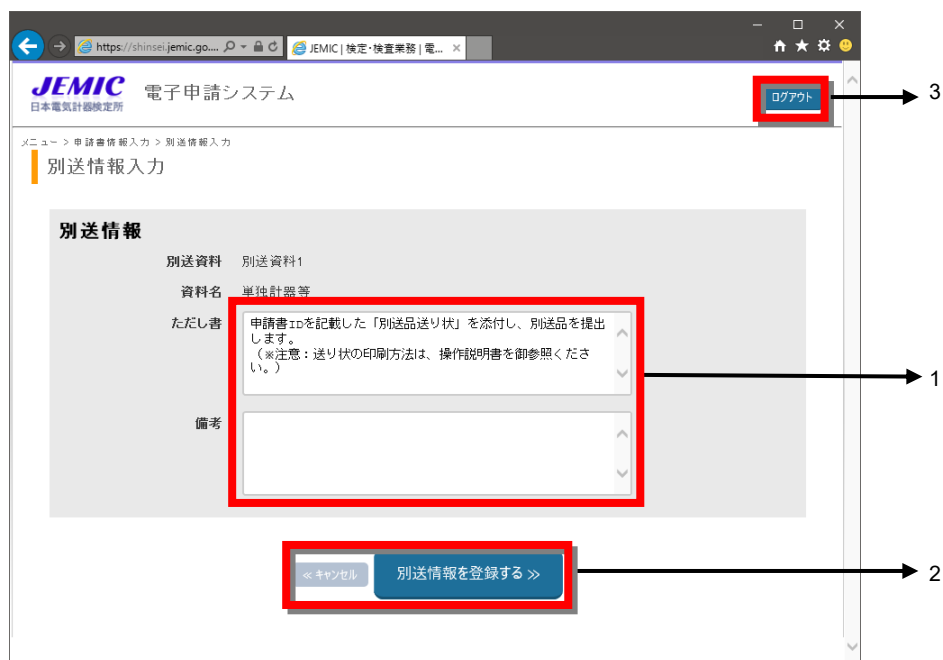 https://shinsei.jemic.go....
JEMIC | 検定・検査業務 | 電...
JEMIC
日本電気計器検定所
電子申請システム
ログアウト
3
メニュー > 申請書情報入力 > 別送情報入力
別送情報入力
別送情報
別送資料 別送資料1
資料名 単独計器等
ただし書 申請書IDを記載した「別送品送り状」を添付し、別送品を提出
します。
（※注意：送り状の印刷方法は、操作説明書を御参照くださ
い。）
1
備考
≪キャンセル 別送情報を登録する ≫
2